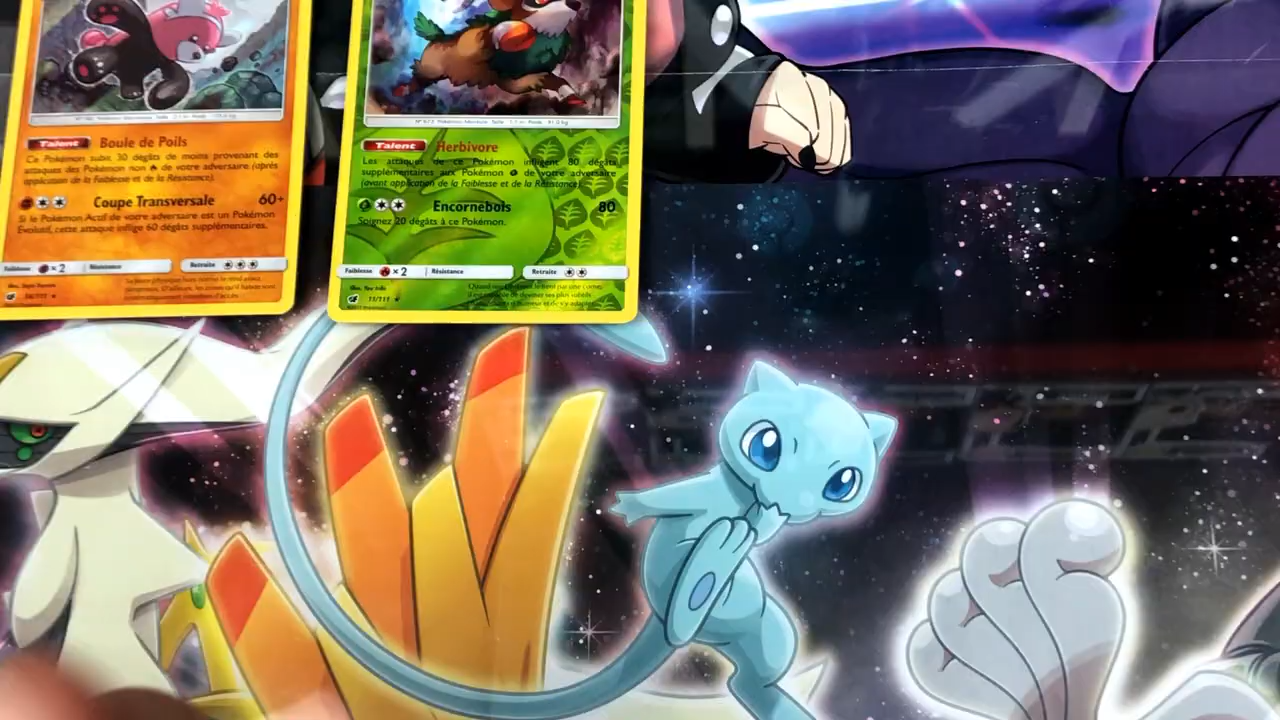 Talent Boule de Poils
Ce Pokémon subit 30 dégâts de moins provenant des
attaques des Pokémon non de votre adversaire (après
application de la Faiblesse et de la Résistance).
Coupe Transversale 60+
Si le Pokémon Actif de votre adversaire est un Pokémon
Évolutif, cette attaque inflige 60 dégâts supplémentaires.
Faiblesse ×2 Résistance Retraite
Talent Herbivore
Les attaques de ce Pokémon infligent 80 dégâts
supplémentaires aux Pokémon de votre adversaire
(avant application de la Faiblesse et de la Résistance).
Encornebois 80
Soignez 20 dégâts à ce Pokémon.
Faiblesse ×2 Résistance Retraite
11/111